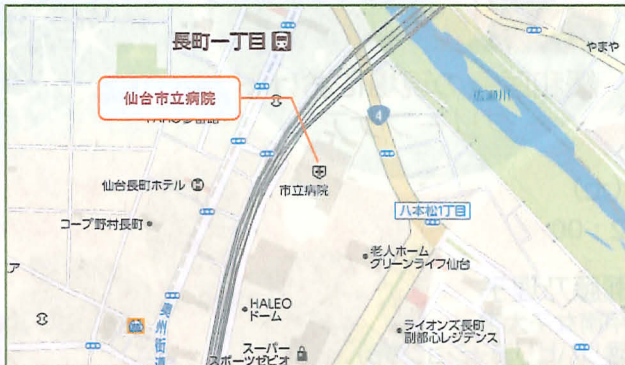 長町一丁目
やまや
仙台市立病院
4
広瀬川
市立病院
仙台長町ホテル
八本松1丁目
コープ野村長町
老人ホーム
グリーンライフ仙台
ア
HALEO
ドーム
奥州街道
ライオンズ長町
副都心レジデンス
スーパー
スポーツゼビオ